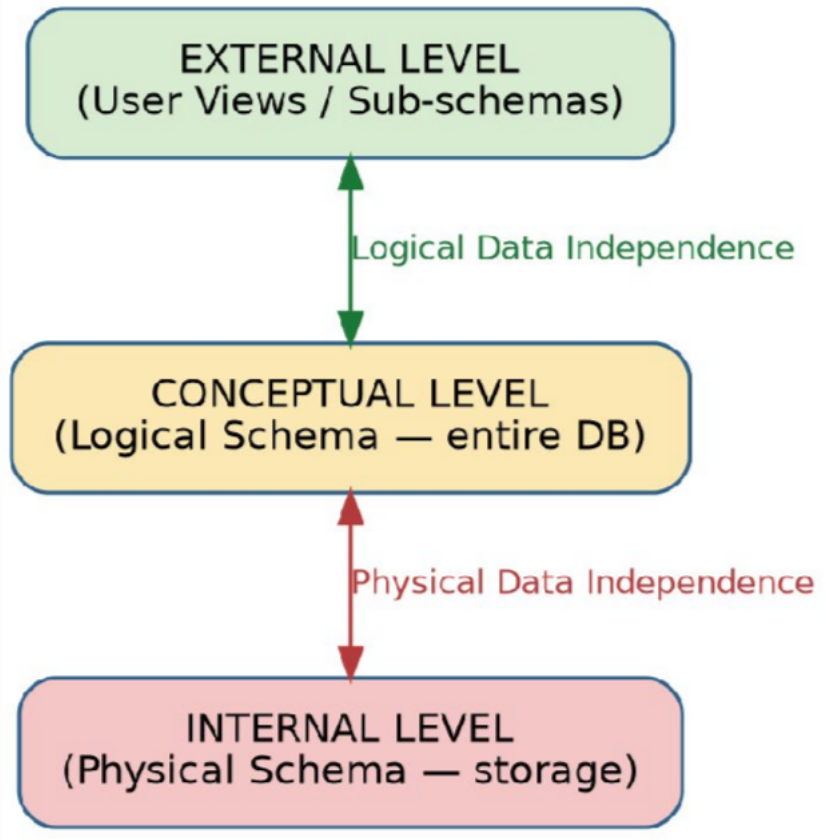 EXTERNAL LEVEL
(User Views / Sub-schemas)
Logical Data Independence
CONCEPTUAL LEVEL
(Logical Schema — entire DB)
Physical Data Independence
INTERNAL LEVEL
(Physical Schema — storage)